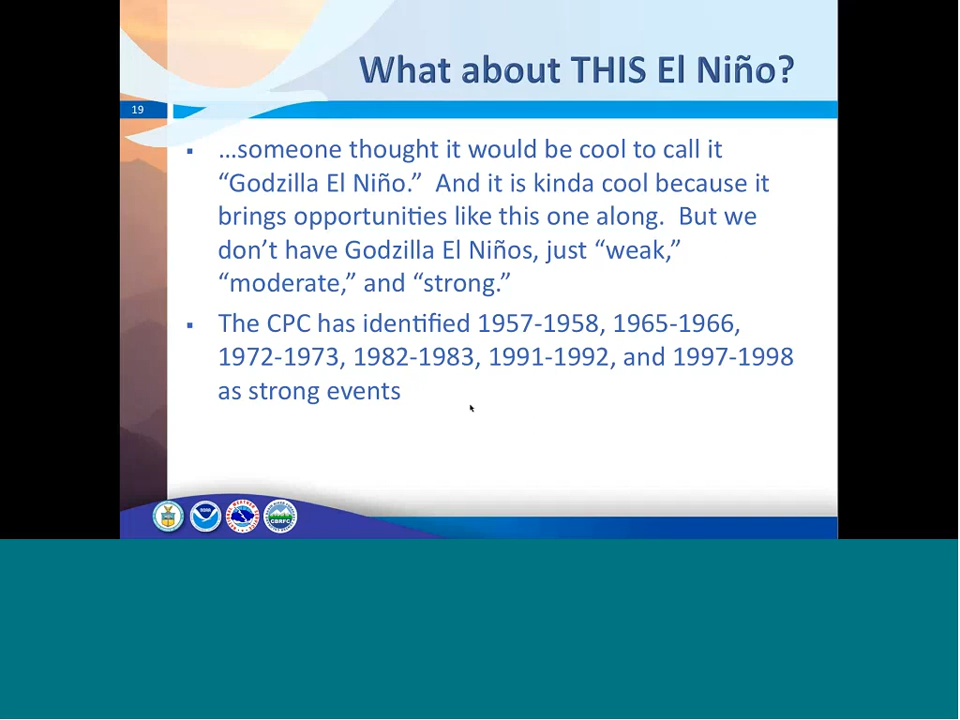 What about THIS El Niño?
19
…someone thought it would be cool to call it
“Godzilla El Niño.”  And it is kinda cool because it
brings opportunities like this one along.  But we
don’t have Godzilla El Niños, just “weak,”
“moderate,” and “strong.”
The CPC has identified 1957-1958, 1965-1966,
1972-1973, 1982-1983, 1991-1992, and 1997-1998
as strong events
CBRFC